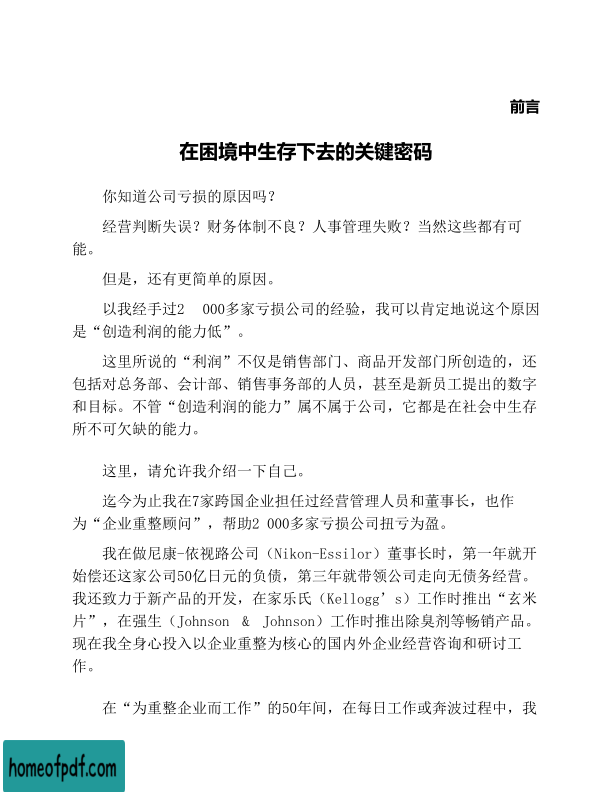 前言
在困境中生存下去的关键密码
你知道公司亏损的原因吗？
经营判断失误？财务体制不良？人事管理失败？当然这些都有可
能。
但是，还有更简单的原因。
以我经手过2 000多家亏损公司的经验，我可以肯定地说这个原因
是“创造利润的能力低”。
这里所说的“利润”不仅是销售部门、商品开发部门所创造的，还
包括对总务部、会计部、销售事务部的人员，甚至是新员工提出的数字
和目标。不管“创造利润的能力”属不属于公司，它都是在社会中生存
所不可欠缺的能力。
这里，请允许我介绍一下自己。
迄今为止我在7家跨国企业担任过经营管理人员和董事长，也作
为“企业重整顾问”，帮助2 000多家亏损公司扭亏为盈。
我在做尼康-依视路公司（Nikon-Essilor）董事长时，第一年就开
始偿还这家公司50亿日元的负债，第三年就带领公司走向无债务经营。
我还致力于新产品的开发，在家乐氏（Kellogg’s）工作时推出“玄米
片”，在强生（Johnson & Johnson）工作时推出除臭剂等畅销产品。
现在我全身心投入以企业重整为核心的国内外企业经营咨询和研讨工
作。
在“为重整企业而工作”的50年间，在每日工作或奔波过程中，我
homeofpdf.com